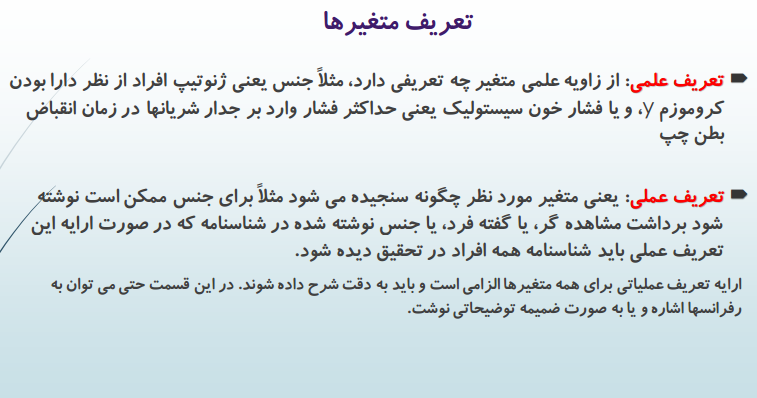 تعریف متغیرها
تعریف علمی: از زاویه علمی متغیر چه تعریفی دارد، مثلاً جنس یعنی ژنوتیپ افراد از نظر دارا بودن
کروموزم y، و یا فشار خون سیستولیک یعنی حداکثر فشار وارد بر جدار شریانها در زمان انقباض
بطن چپ
تعریف عملی: یعنی متغیر مورد نظر چگونه سنجیده می شود مثلاً برای جنس ممکن است نوشته
شود برداشت مشاهده گر، یا گفته فرد، یا جنس نوشته شده در شناسنامه که در صورت ارایه این
تعریف عملی باید شناسنامه همه افراد در تحقیق دیده شود.
ارایه تعریف عملیاتی برای همه متغیرها الزامی است و باید به دقت شرح داده شوند. در این قسمت حتی می توان به
رفرانسها اشاره و یا به صورت ضمیمه توضیحاتی نوشت.